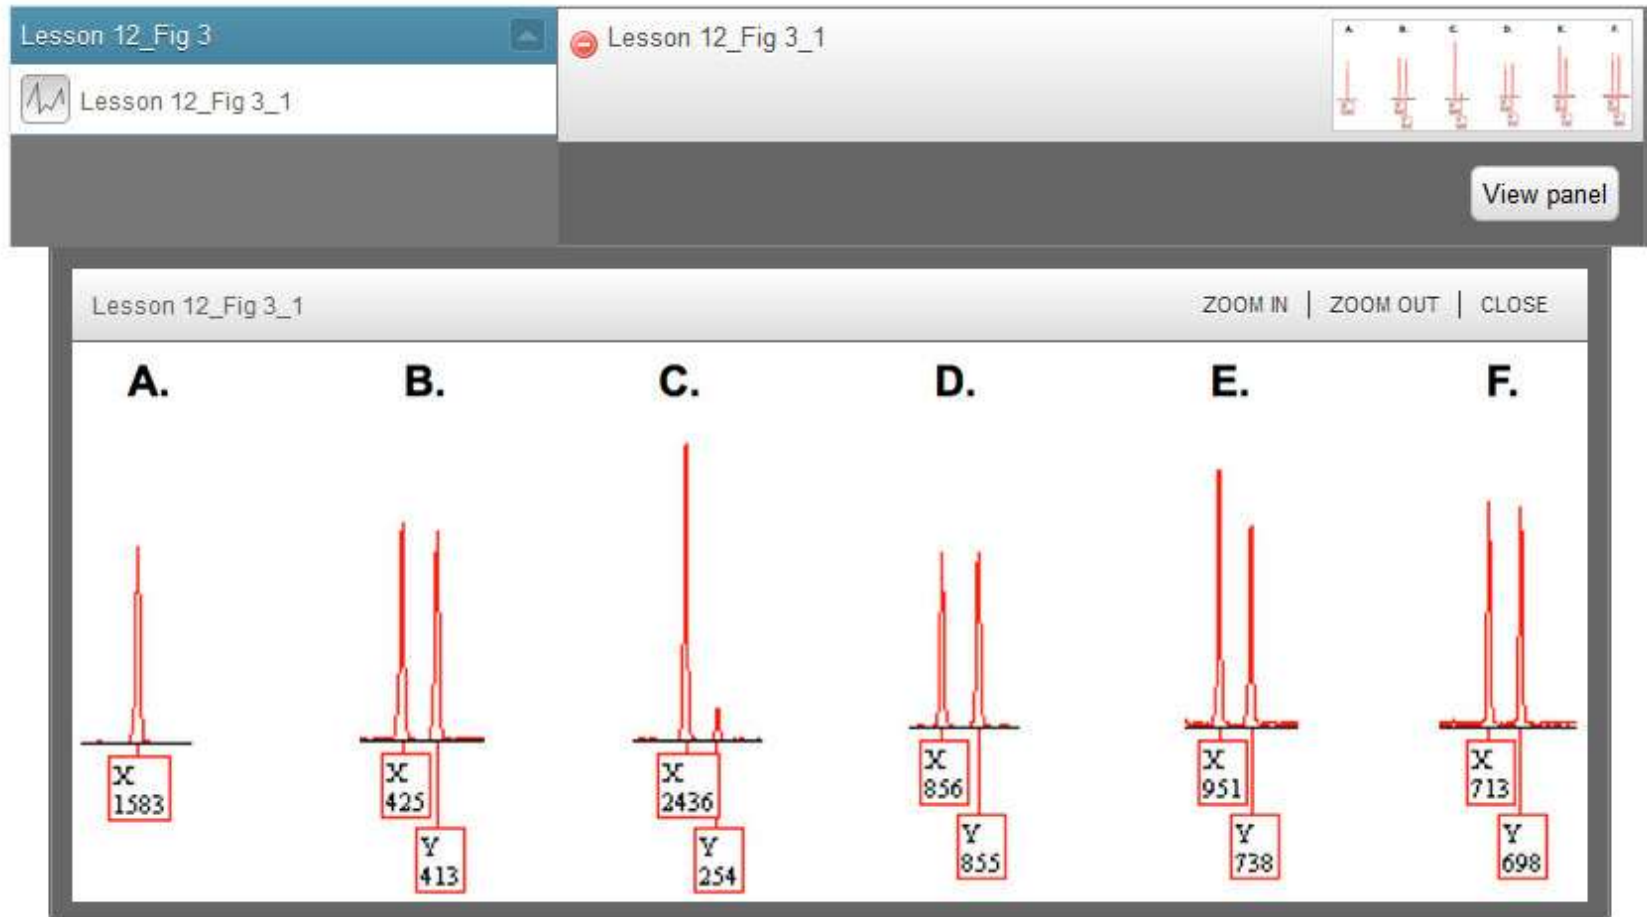 Lesson 12_Fig 3
Lesson 12_Fig 3_1
Lesson 12_Fig 3_1
View panel
Lesson 12_Fig 3_1
ZOOM IN | ZOOM OUT | CLOSE
A. B. C. D. E. F.
X
1583
X
425
Y
413
X
2436
Y
254
X
856
Y
855
X
951
Y
738
X
713
Y
698